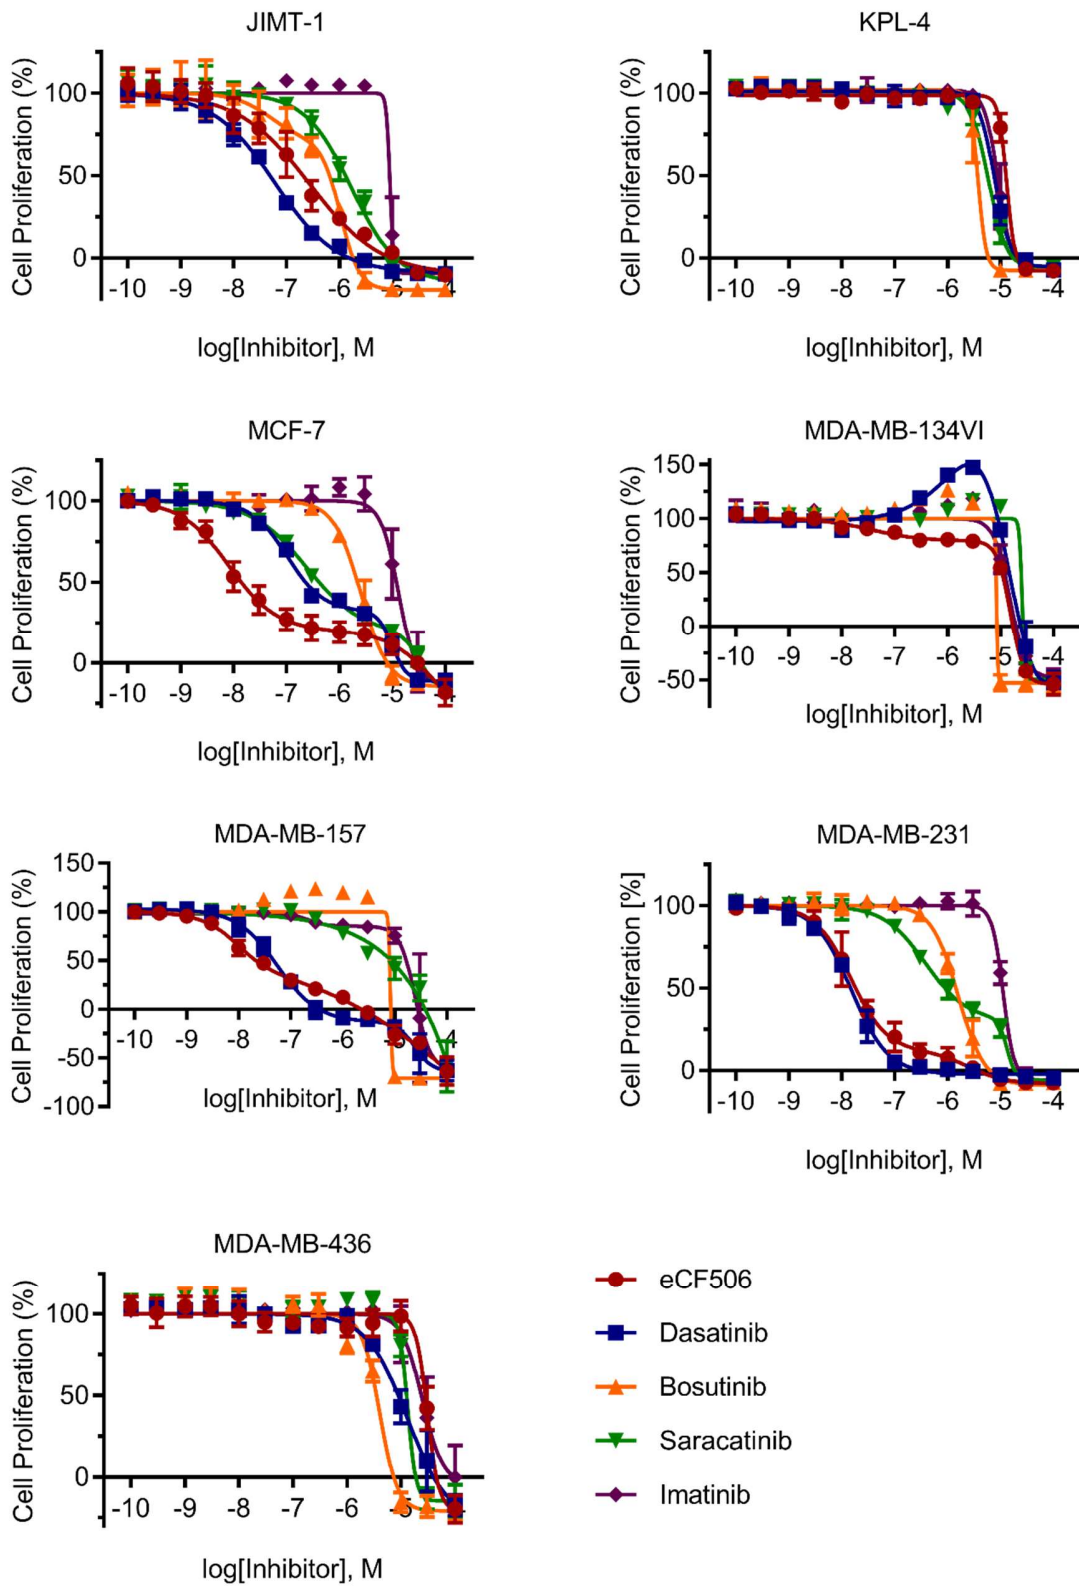 JIMT-1
Cell Proliferation (%)
100
50
0
-10 -9 -8 -7 -6 -5 -4
log[Inhibitor], M
KPL-4
Cell Proliferation (%)
100
50
0
-10 -9 -8 -7 -6 -5 -4
log[Inhibitor], M
MCF-7
Cell Proliferation (%)
100
50
0
-10 -9 -8 -7 -6 -5 -4
log[Inhibitor], M
MDA-MB-134VI
Cell Proliferation (%)
150
100
50
0
-50
-10 -9 -8 -7 -6 -5 -4
log[Inhibitor], M
MDA-MB-157
Cell Proliferation (%)
150
100
50
0
-50
-100
-10 -9 -8 -7 -6 -5 -4
log[Inhibitor], M
MDA-MB-231
Cell Proliferation [%]
100
50
0
-10 -9 -8 -7 -6 -5 -4
log[Inhibitor], M
MDA-MB-436
Cell Proliferation (%)
100
50
0
-10 -9 -8 -7 -6 -5
log[Inhibitor], M
eCF506
Dasatinib
Bosutinib
Saracatinib
Imatinib